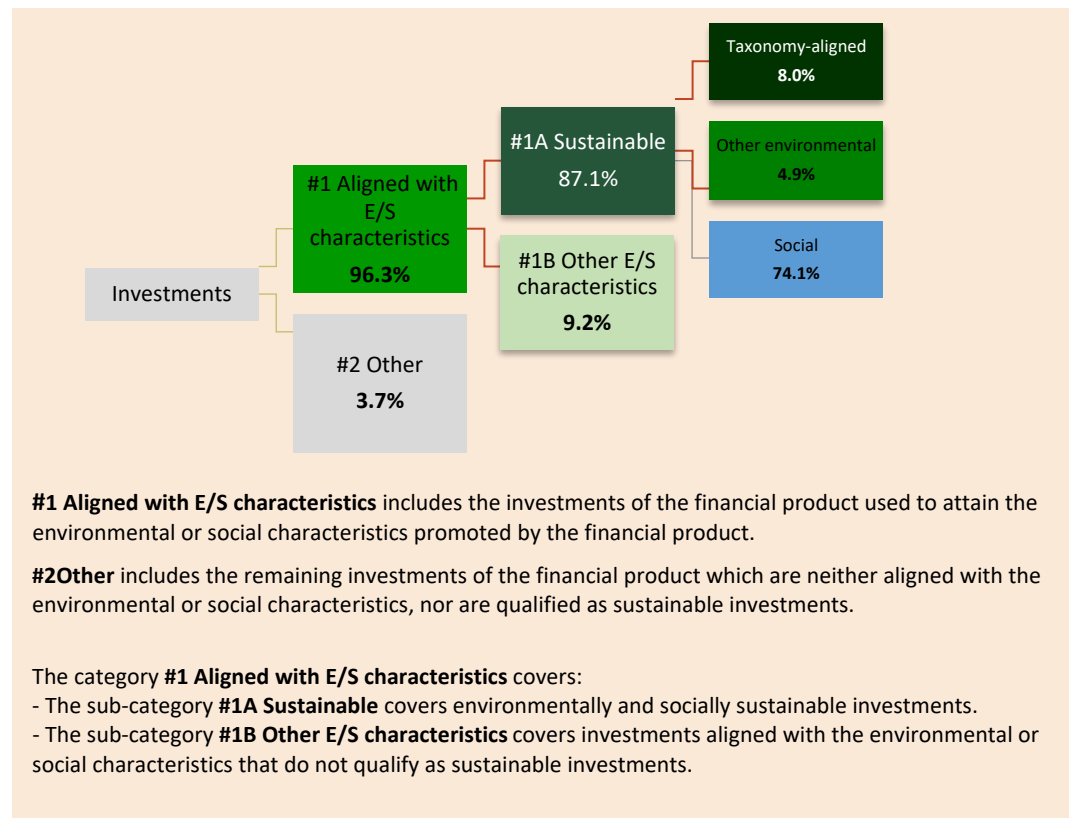 Taxonomy-aligned
8.0%
#1A Sustainable
87.1%
Other environmental
4.9%
#1 Aligned with
E/S
characteristics
96.3%
Social
74.1%
#1B Other E/S
characteristics
9.2%
Investments
#2 Other
3.7%
#1 Aligned with E/S characteristics includes the investments of the financial product used to attain the
environmental or social characteristics promoted by the financial product.
#2Other includes the remaining investments of the financial product which are neither aligned with the
environmental or social characteristics, nor are qualified as sustainable investments.
The category #1 Aligned with E/S characteristics covers:
- The sub-category #1A Sustainable covers environmentally and socially sustainable investments.
- The sub-category #1B Other E/S characteristics covers investments aligned with the environmental or
social characteristics that do not qualify as sustainable investments.